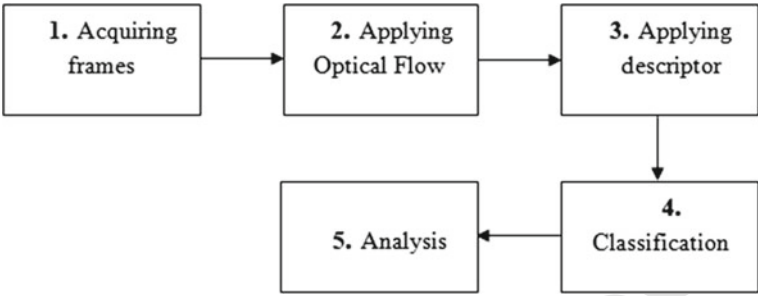 1. Acquiring
frames
2. Applying
Optical Flow
3. Applying
descriptor
4.
Classification
5. Analysis